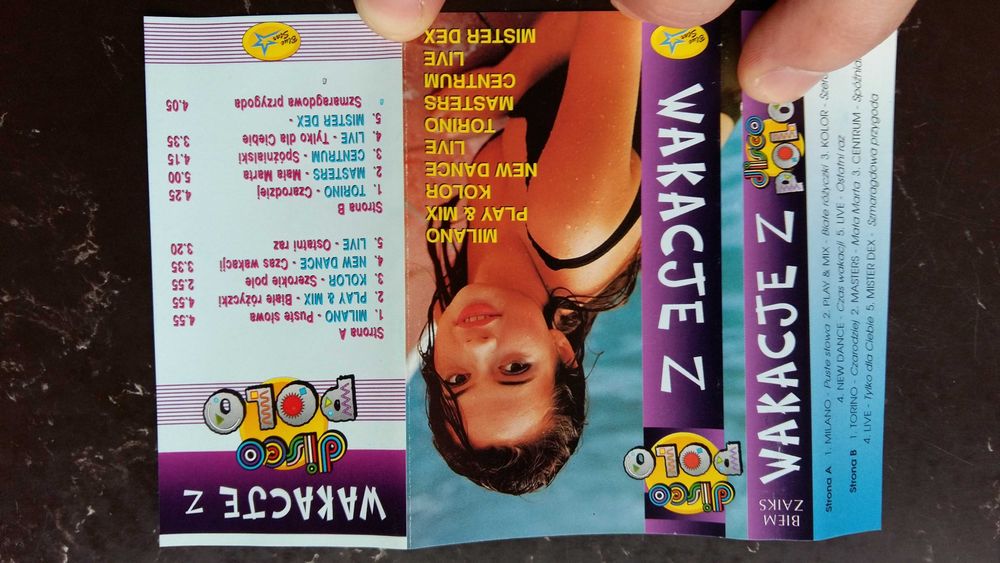 WAKACJE Z
disco
POLO
Strona A
1. MILANO - Puste słowa 4.55
2. PLAY & MIX - Białe różyczki 4.55
3. KOLOR - Szerokie pole 2.55
4. NEW DANCE - Czas wakacji 3.35
5. LIVE - Ostatni raz 3.20
Strona B
1. TORINO - Czarodziej 4.25
2. MASTERS - Mała Marta 5.00
3. CENTRUM - Spóźnialski 4.15
4. LIVE - Tylko dla Ciebie 3.35
5. MISTER DEX -
Szmaragdowa przygoda 4.05
Blue Star
disco
POLO
WAKACJE Z
MILANO
PLAY & MIX
KOLOR
NEW DANCE
LIVE
TORINO
MASTERS
CENTRUM
LIVE
MISTER DEX
Blue Star
BIEM
ZAIKS
WAKACJE Z
disco
POLO
Strona A 1: MILANO - Puste słowa 2. PLAY & MIX - Białe różyczki 3. KOLOR -
4. NEW DANCE - Czas wakacji 5. LIVE - Ostatni raz
Strona B 1. TORINO - Czarodziej 2. MASTERS - Mała Marta 3. CENTRUM -
4. LIVE - Tylko dla Ciebie 5. MISTER DEX - Szmaragdowa przygoda